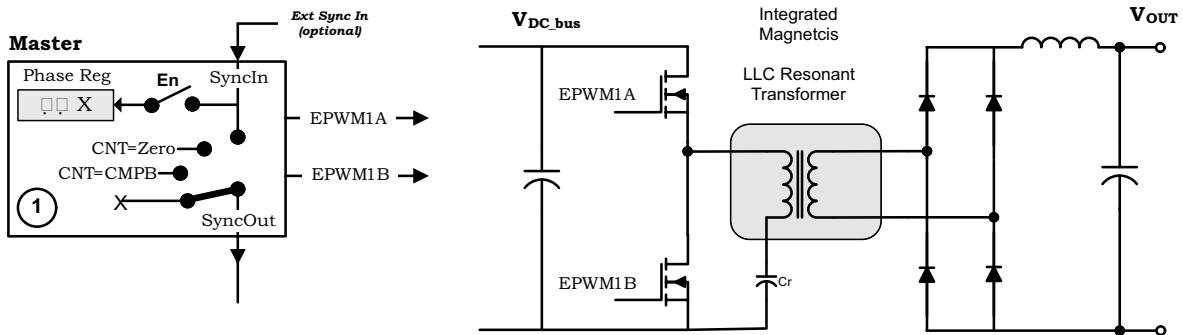 Ext Sync In
(optional)
Master
Phase Reg
En
SyncIn
X
CNT=Zero
CNT=CMPB
X
1
SyncOut
EPWM1A
EPWM1B
VDC_bus
EPWM1A
EPWM1B
Integrated
Magnetcis
LLC Resonant
Transformer
Cr
VOUT